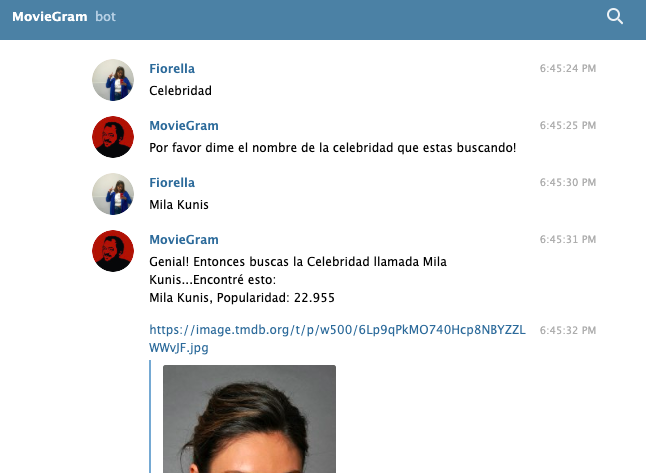 MovieGram bot
Fiorella 6:45:24 PM
Celebridad
MovieGram 6:45:25 PM
Por favor dime el nombre de la celebridad que estas buscando!
Fiorella 6:45:30 PM
Mila Kunis
MovieGram 6:45:31 PM
Genial! Entonces buscas la Celebridad llamada Mila
Kunis...Encontré esto:
Mila Kunis, Popularidad: 22.955
https://image.tmdb.org/t/p/w500/6Lp9qPkMO740Hcp8NBYZZL 6:45:32 PM
WWvJF.jpg